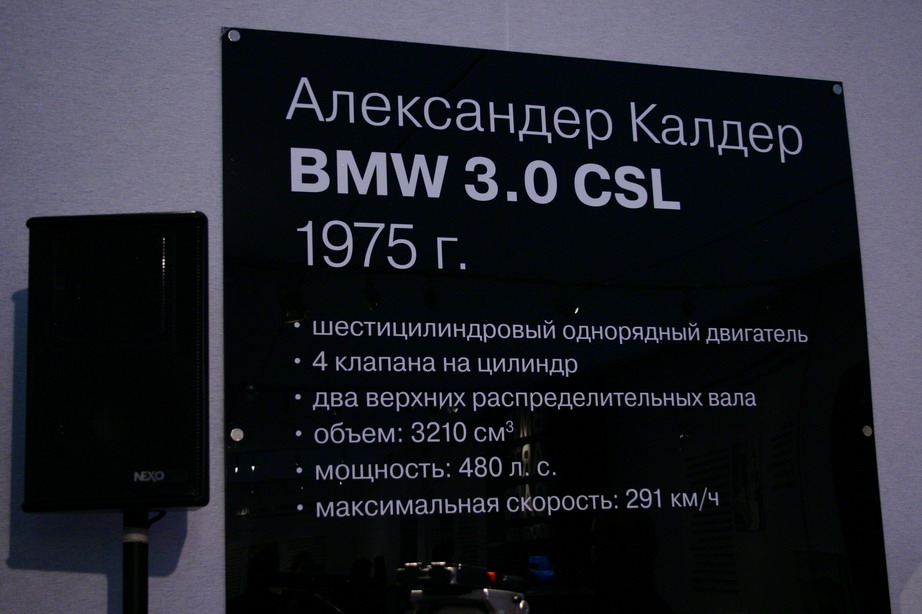 Александер Калдер
BMW 3.0 CSL
1975 г.
• шестицилиндровый однорядный двигатель
• 4 клапана на цилиндр
• два верхних распределительных вала
• объем: 3210 см³
• мощность: 480 л. с.
• максимальная скорость: 291 км/ч
NEXO